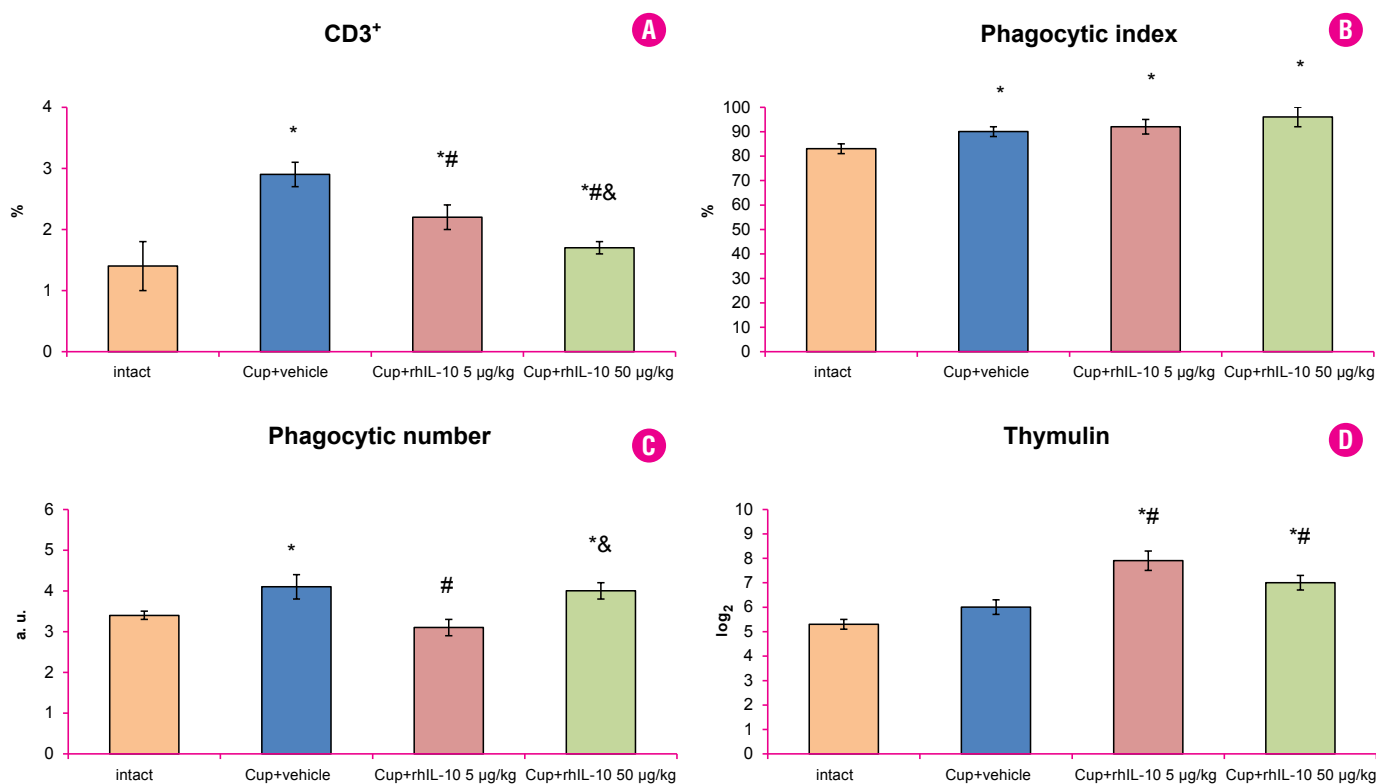 CD3⁺
A
4
3
2
1
0
%
*
*#
*#&
intact
Cup+vehicle
Cup+rhIL-10 5 µg/kg
Cup+rhIL-10 50 µg/kg
Phagocytic index
B
100
90
80
70
60
50
40
30
20
10
0
%
*
*
*
intact
Cup+vehicle
Cup+rhIL-10 5 µg/kg
Cup+rhIL-10 50 µg/kg
Phagocytic number
C
6
5
4
3
2
1
0
a. u.
*
#
*&
intact
Cup+vehicle
Cup+rhIL-10 5 µg/kg
Cup+rhIL-10 50 µg/kg
Thymulin
D
10
9
8
7
6
5
4
3
2
1
0
log₂
*#
*#
intact
Cup+vehicle
Cup+rhIL-10 5 µg/kg
Cup+rhIL-10 50 µg/kg